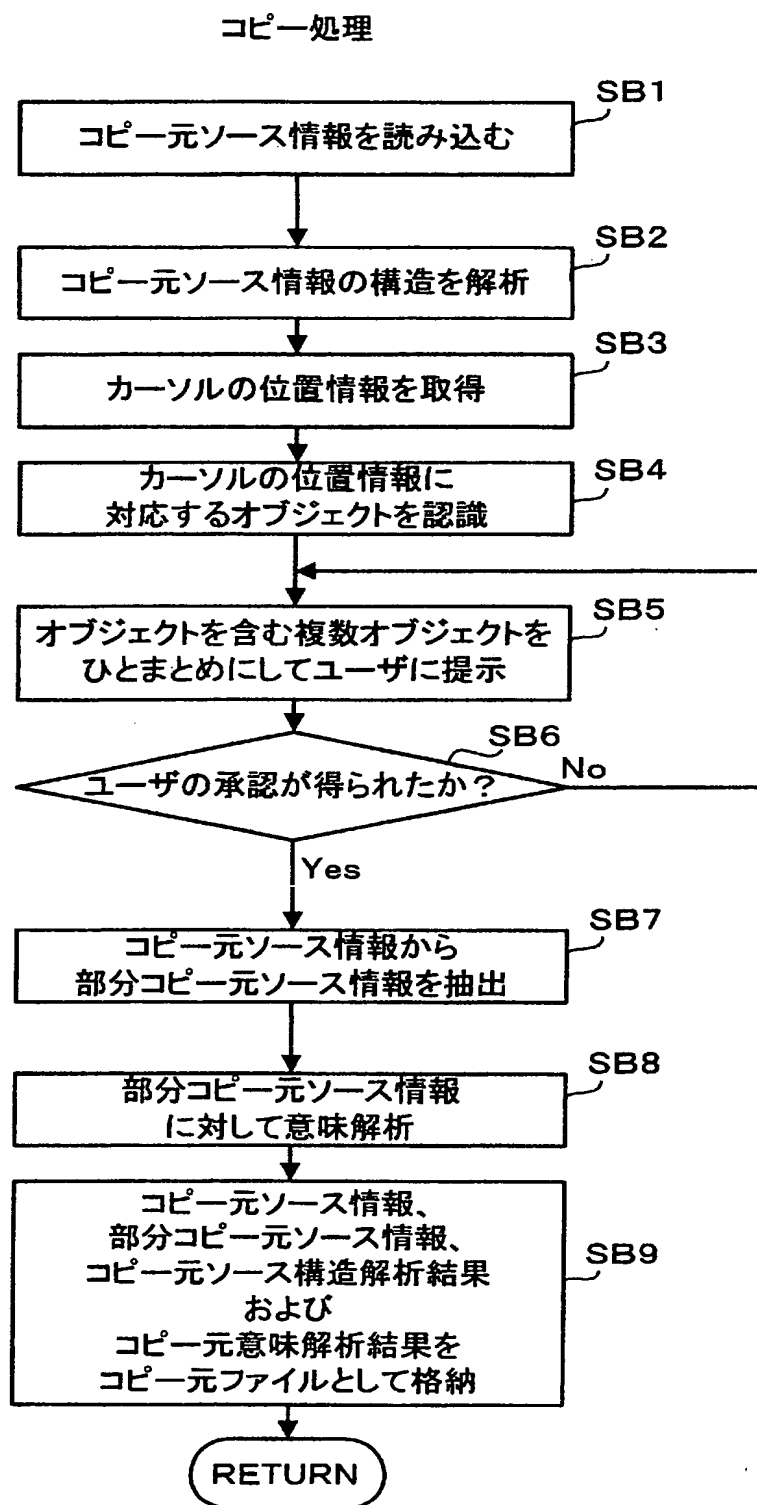 コピー処理
SB1
コピー元ソース情報を読み込む
SB2
コピー元ソース情報の構造を解析
SB3
カーソルの位置情報を取得
SB4
カーソルの位置情報に
対応するオブジェクトを認識
SB5
オブジェクトを含む複数オブジェクトを
ひとまとめにしてユーザに提示
SB6
ユーザの承認が得られたか？
No
Yes
SB7
コピー元ソース情報から
部分コピー元ソース情報を抽出
SB8
部分コピー元ソース情報
に対して意味解析
SB9
コピー元ソース情報、
部分コピー元ソース情報、
コピー元ソース構造解析結果
および
コピー元意味解析結果を
コピー元ファイルとして格納
RETURN